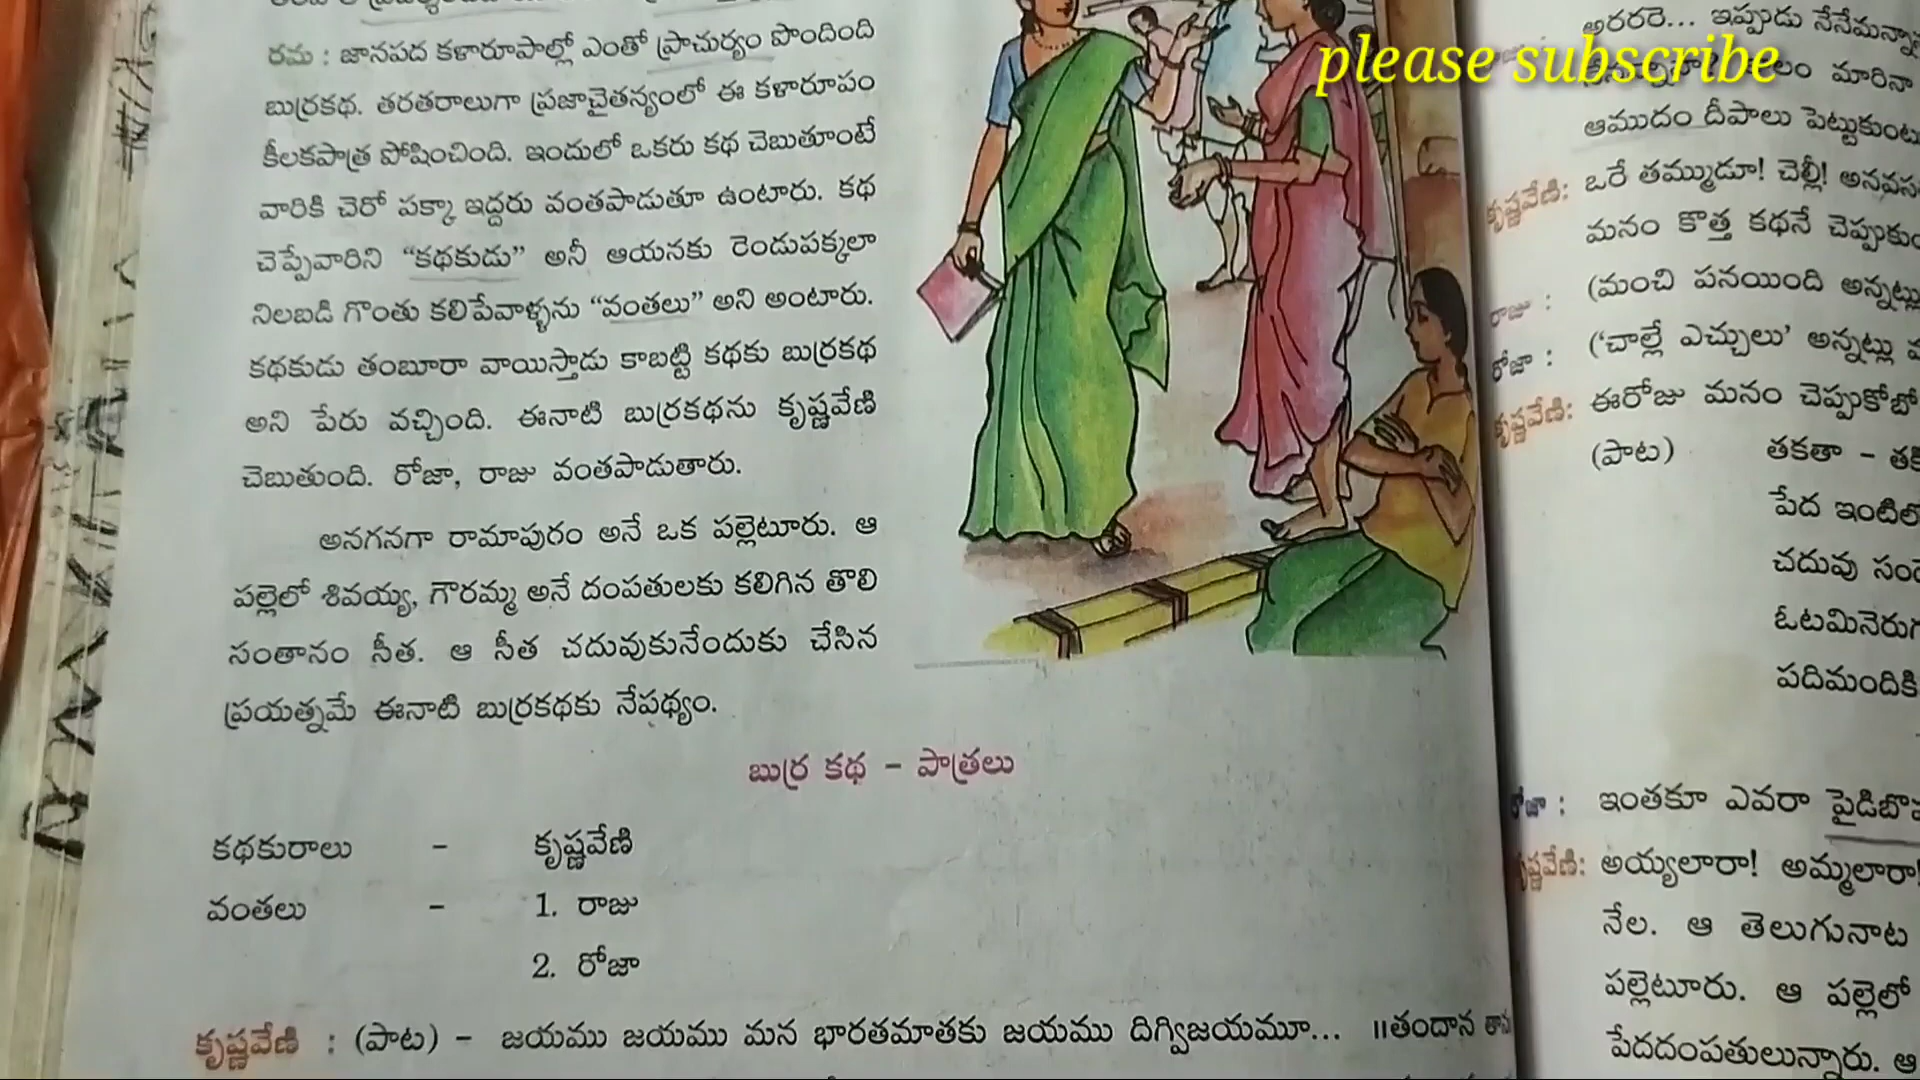 రమ : జానపద కళారూపాల్లో ఎంతో ప్రాచుర్యం పొందింది
బుర్రకథ. తరతరాలుగా ప్రజాచైతన్యంలో ఈ కళారూపం
కీలకపాత్ర పోషించింది. ఇందులో ఒకరు కథ చెబుతూంటే
వారికి చెరో పక్కా ఇద్దరు వంతపాడుతూ ఉంటారు. కథ
చెప్పేవారిని “కథకుడు” అనీ ఆయనకు రెండుపక్కలా
నిలబడి గొంతు కలిపేవాళ్ళను “వంతలు” అని అంటారు.
కథకుడు తంబూరా వాయిస్తాడు కాబట్టి కథకు బుర్రకథ
అని పేరు వచ్చింది. ఈనాటి బుర్రకథను కృష్ణవేణి
చెబుతుంది. రోజా, రాజు వంతపాడుతారు.
అనగనగా రామాపురం అనే ఒక పల్లెటూరు. ఆ
పల్లెలో శివయ్య, గౌరమ్మ అనే దంపతులకు కలిగిన తొలి
సంతానం సీత. ఆ సీత చదువుకునేందుకు చేసిన
ప్రయత్నమే ఈనాటి బుర్రకథకు నేపథ్యం.
బుర్ర కథ – పాత్రలు
కథకురాలు – కృష్ణవేణి
వంతలు – 1. రాజు
2. రోజా
కృష్ణవేణి : (పాట) – జయము జయము మన భారతమాతకు జయము దిగ్విజయమూ... ॥తందాన
please subscribe
అరరరె... ఇప్పుడు
మారినా
ఆముదం దీపాలు
కృష్ణవేణి: ఒరే తమ్ముడూ! చెల్లీ!
మనం కొత్త కథనే
రాజు : (మంచి పనయింది అన్నట్లు
రోజా : (‘చాల్లే ఎచ్చులు’ అన్నట్లు
కృష్ణవేణి: ఈరోజు మనం
(పాట) తకతా –
పేద
చదువు
పదిమందికి
రోజా : ఇంతకూ ఎవరా
కృష్ణవేణి: అయ్యలారా! అమ్మలారా!
నేల. ఆ తెలుగునాట
పల్లెటూరు. ఆ పల్లెలో
పేదదంపతులున్నారు. ఆ